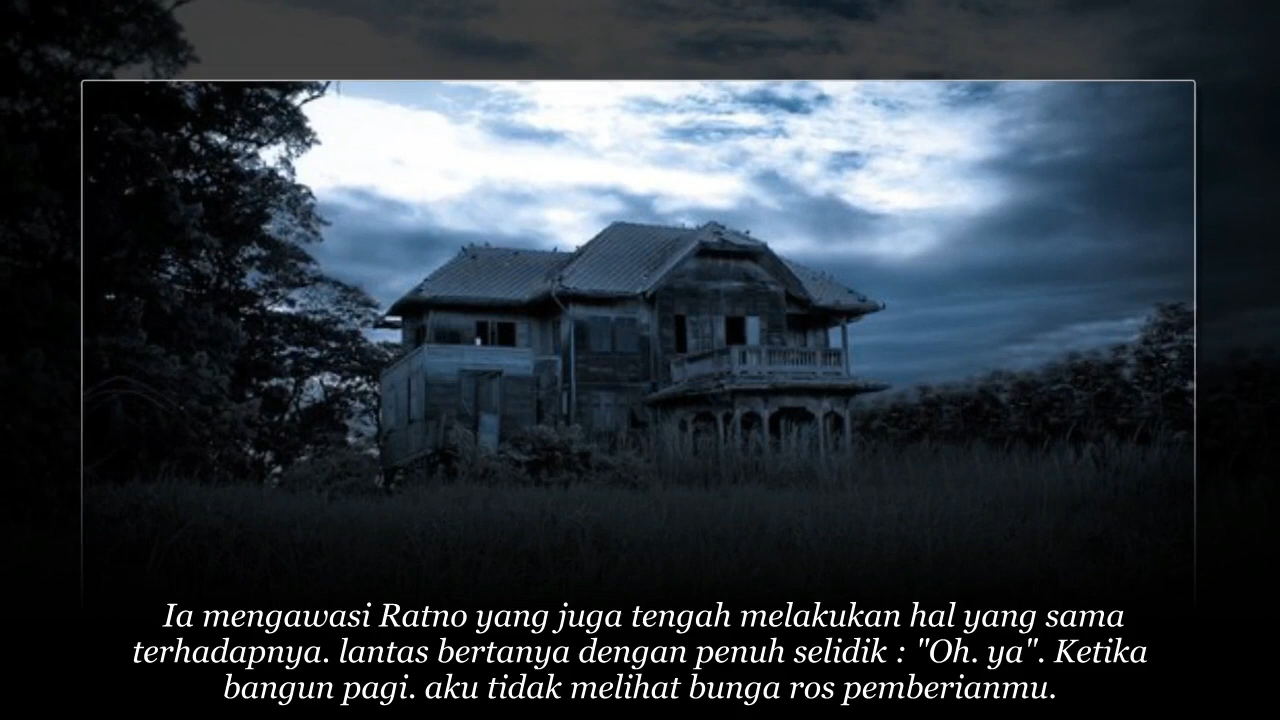 Ia mengawasi Ratno yang juga tengah melakukan hal yang sama
terhadapnya. lantas bertanya dengan penuh selidik : "Oh. ya". Ketika
bangun pagi. aku tidak melihat bunga ros pemberianmu.